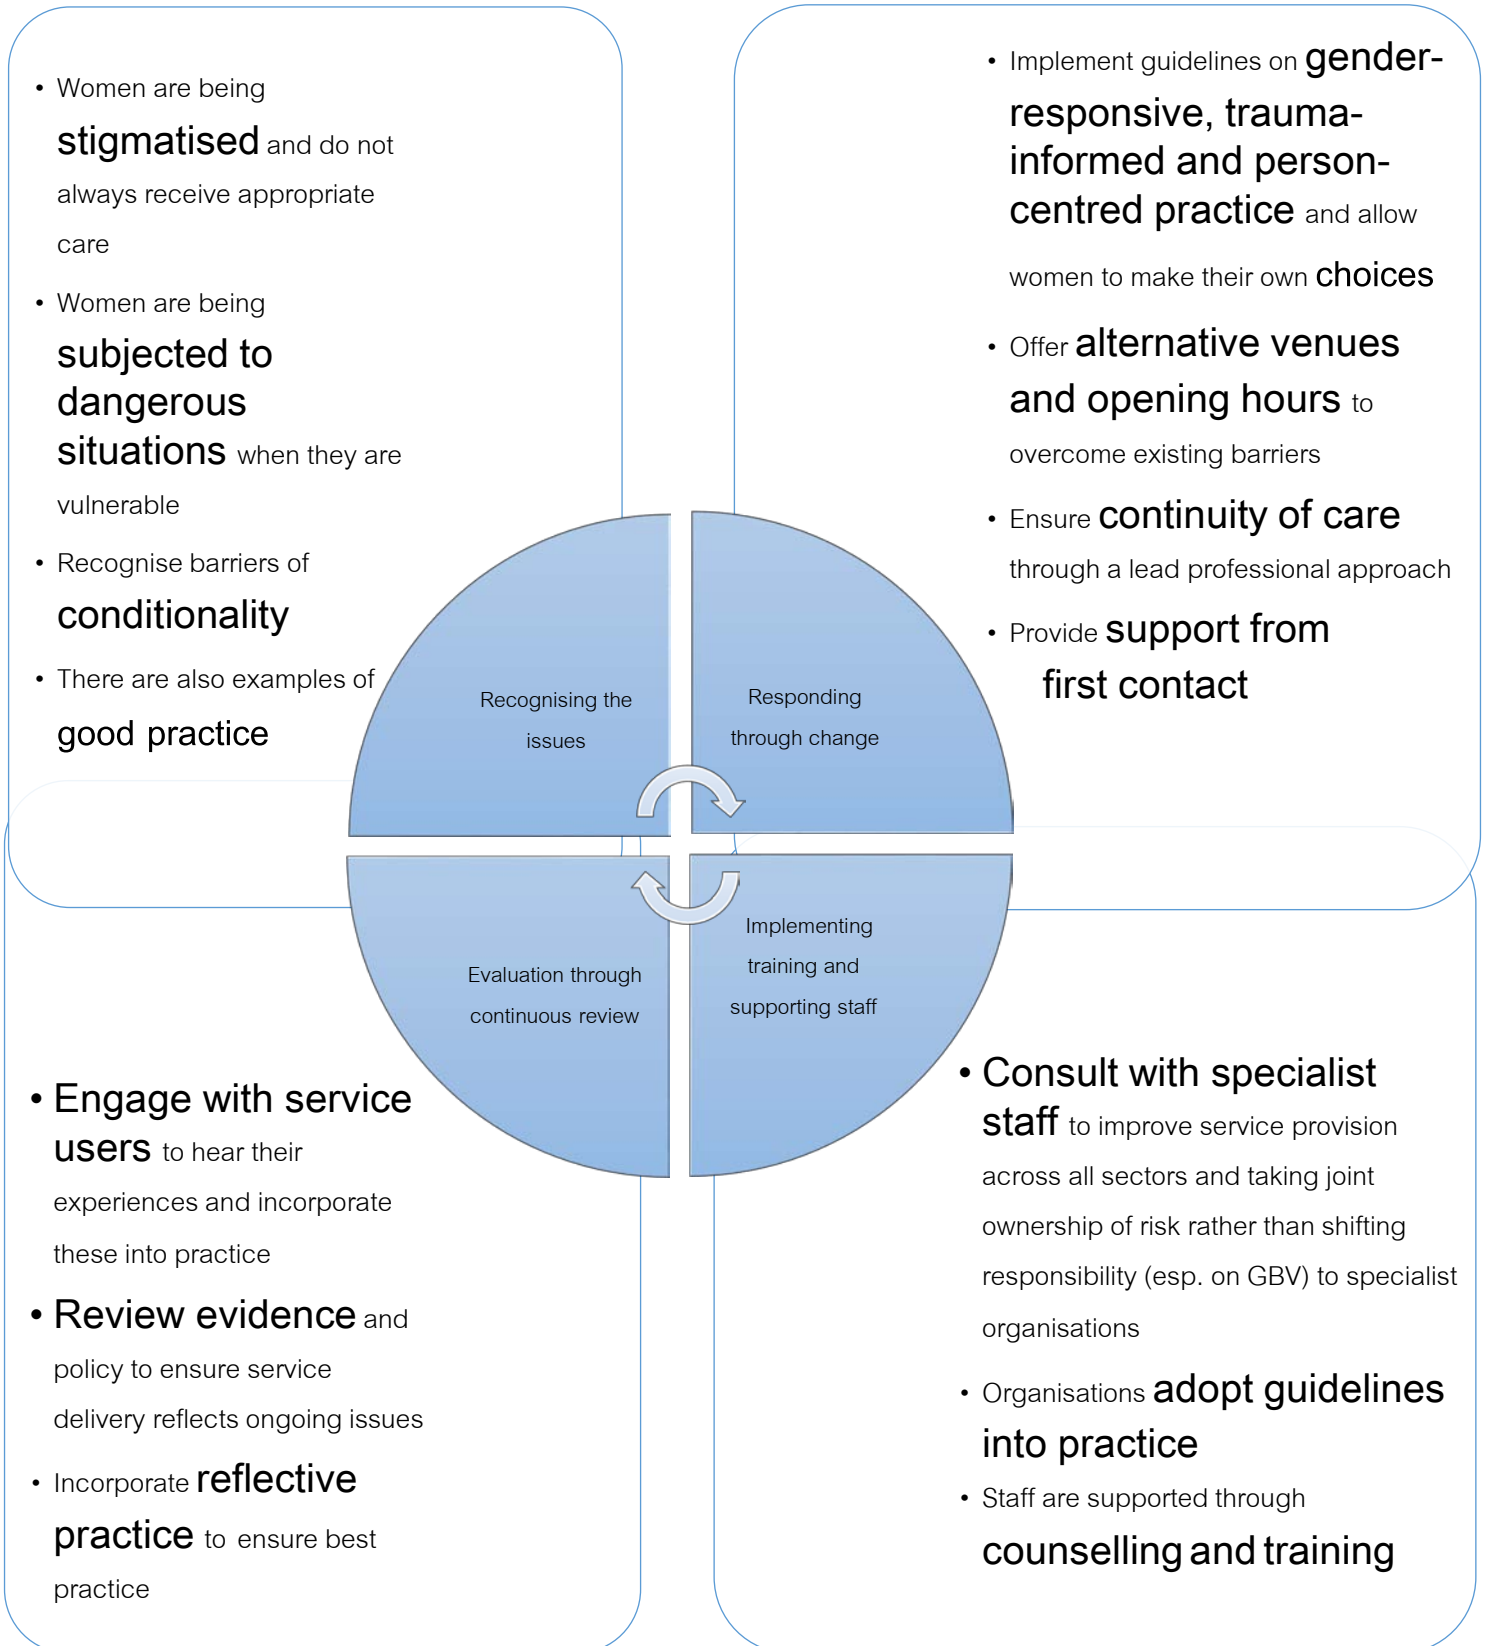 • Women are being
stigmatised and do not
always receive appropriate
care
• Women are being
subjected to
dangerous
situations when they are
vulnerable
• Recognise barriers of
conditionality
• There are also examples of
good practice
• Implement guidelines on gender-
responsive, trauma-
informed and person-
centred practice and allow
women to make their own choices
• Offer alternative venues
and opening hours to
overcome existing barriers
• Ensure continuity of care
through a lead professional approach
• Provide support from
first contact
Recognising the
issues
Responding
through change
Evaluation through
continuous review
Implementing
training and
supporting staff
• Engage with service
users to hear their
experiences and incorporate
these into practice
• Review evidence and
policy to ensure service
delivery reflects ongoing issues
• Incorporate reflective
practice to ensure best
practice
• Consult with specialist
staff to improve service provision
across all sectors and taking joint
ownership of risk rather than shifting
responsibility (esp. on GBV) to specialist
organisations
• Organisations adopt guidelines
into practice
• Staff are supported through
counselling and training